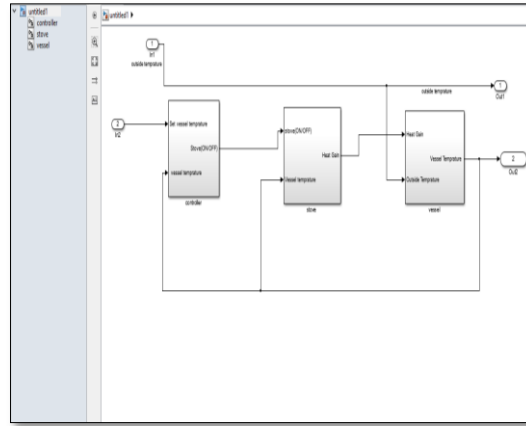 untitled1
controller
stove
vessel
untitled1
1
In1
outside temprature
outside temprature
1
Out1
2
In2
Set vessel temprature
Stove(ON/OFF)
vessel temprature
controller
stove(ON/OFF)
Heat Gain
Vessel temprature
stove
Heat Gain
Vessel Temprature
Outside Temprature
vessel
2
Out2